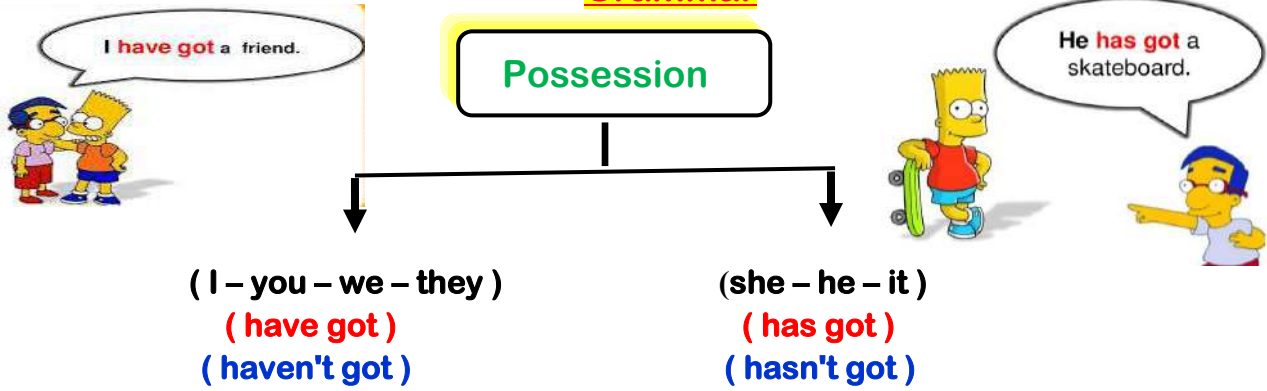 Grammar
I have got a friend.
Possession
He has got a
skateboard.
( I – you – we – they )
( have got )
( haven't got )
(she – he – it )
( has got )
( hasn't got )